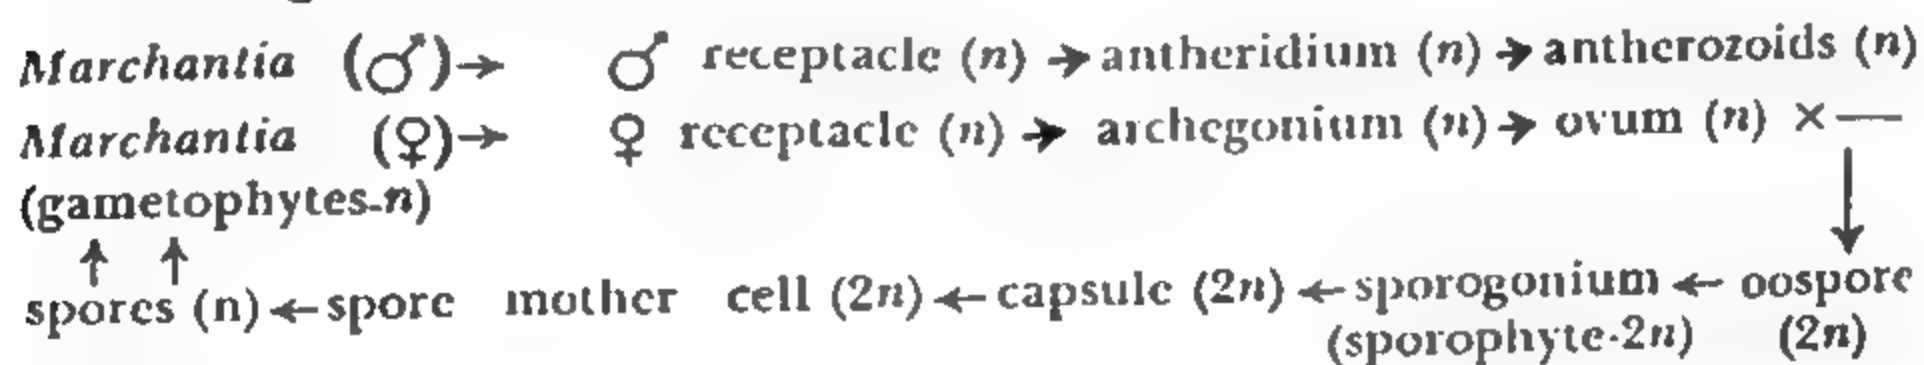 Marchantia (♂)→ ♂ receptacle (n) → antheridium (n) → antherozoids (n)
Marchantia (♀)→ ♀ receptacle (n) → archegonium (n) → ovum (n) ×—
(gametophytes-n)
spores (n) ← spore mother cell (2n) ← capsule (2n) ← sporogonium ← oospore
(sporophyte-2n) (2n)